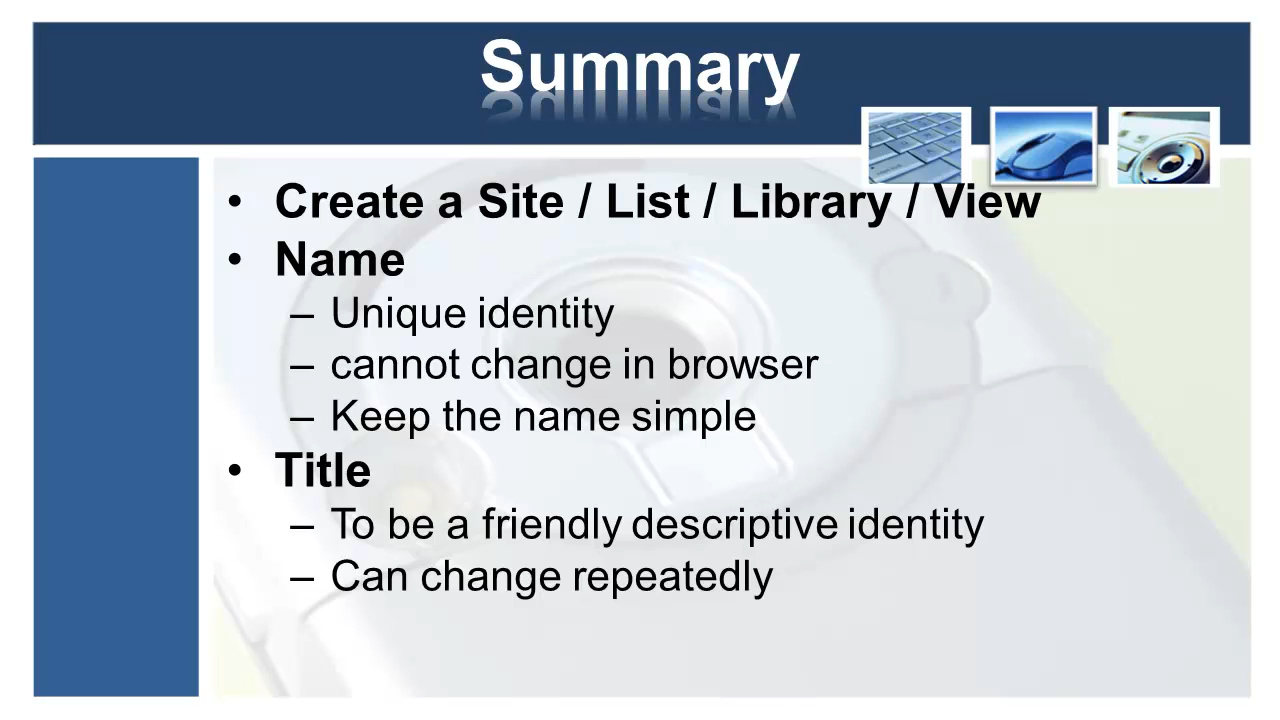 Summary
• Create a Site / List / Library / View
• Name
– Unique identity
– cannot change in browser
– Keep the name simple
• Title
– To be a friendly descriptive identity
– Can change repeatedly